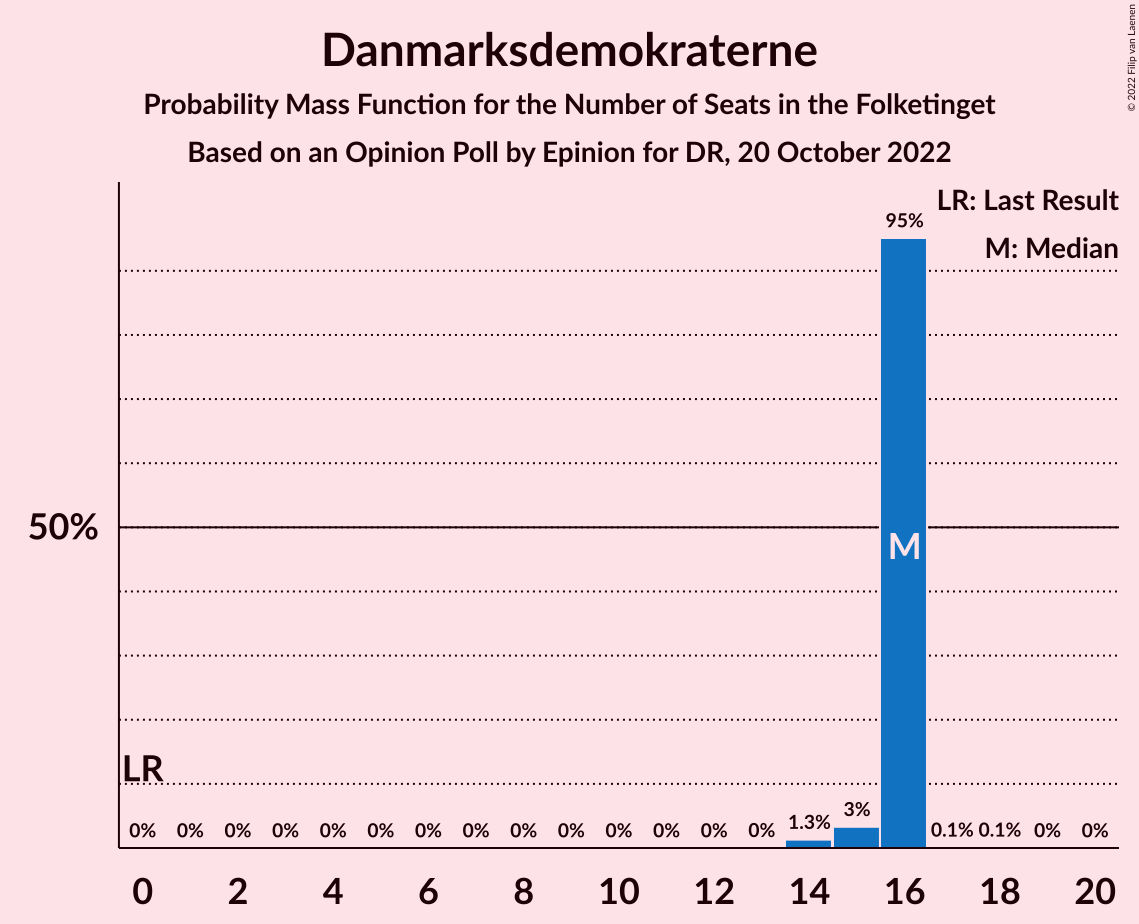 Danmarksdemokraterne
Probability Mass Function for the Number of Seats in the Folketinget
Based on an Opinion Poll by Epinion for DR, 20 October 2022
© 2022 Filip van Laenen
LR: Last Result
M: Median
95%
50%
M
LR
0% 0% 0% 0% 0% 0% 0% 0% 0% 0% 0% 0% 0% 0% 1.3% 3% 0.1% 0.1% 0% 0%
0 2 4 6 8 10 12 14 16 18 20